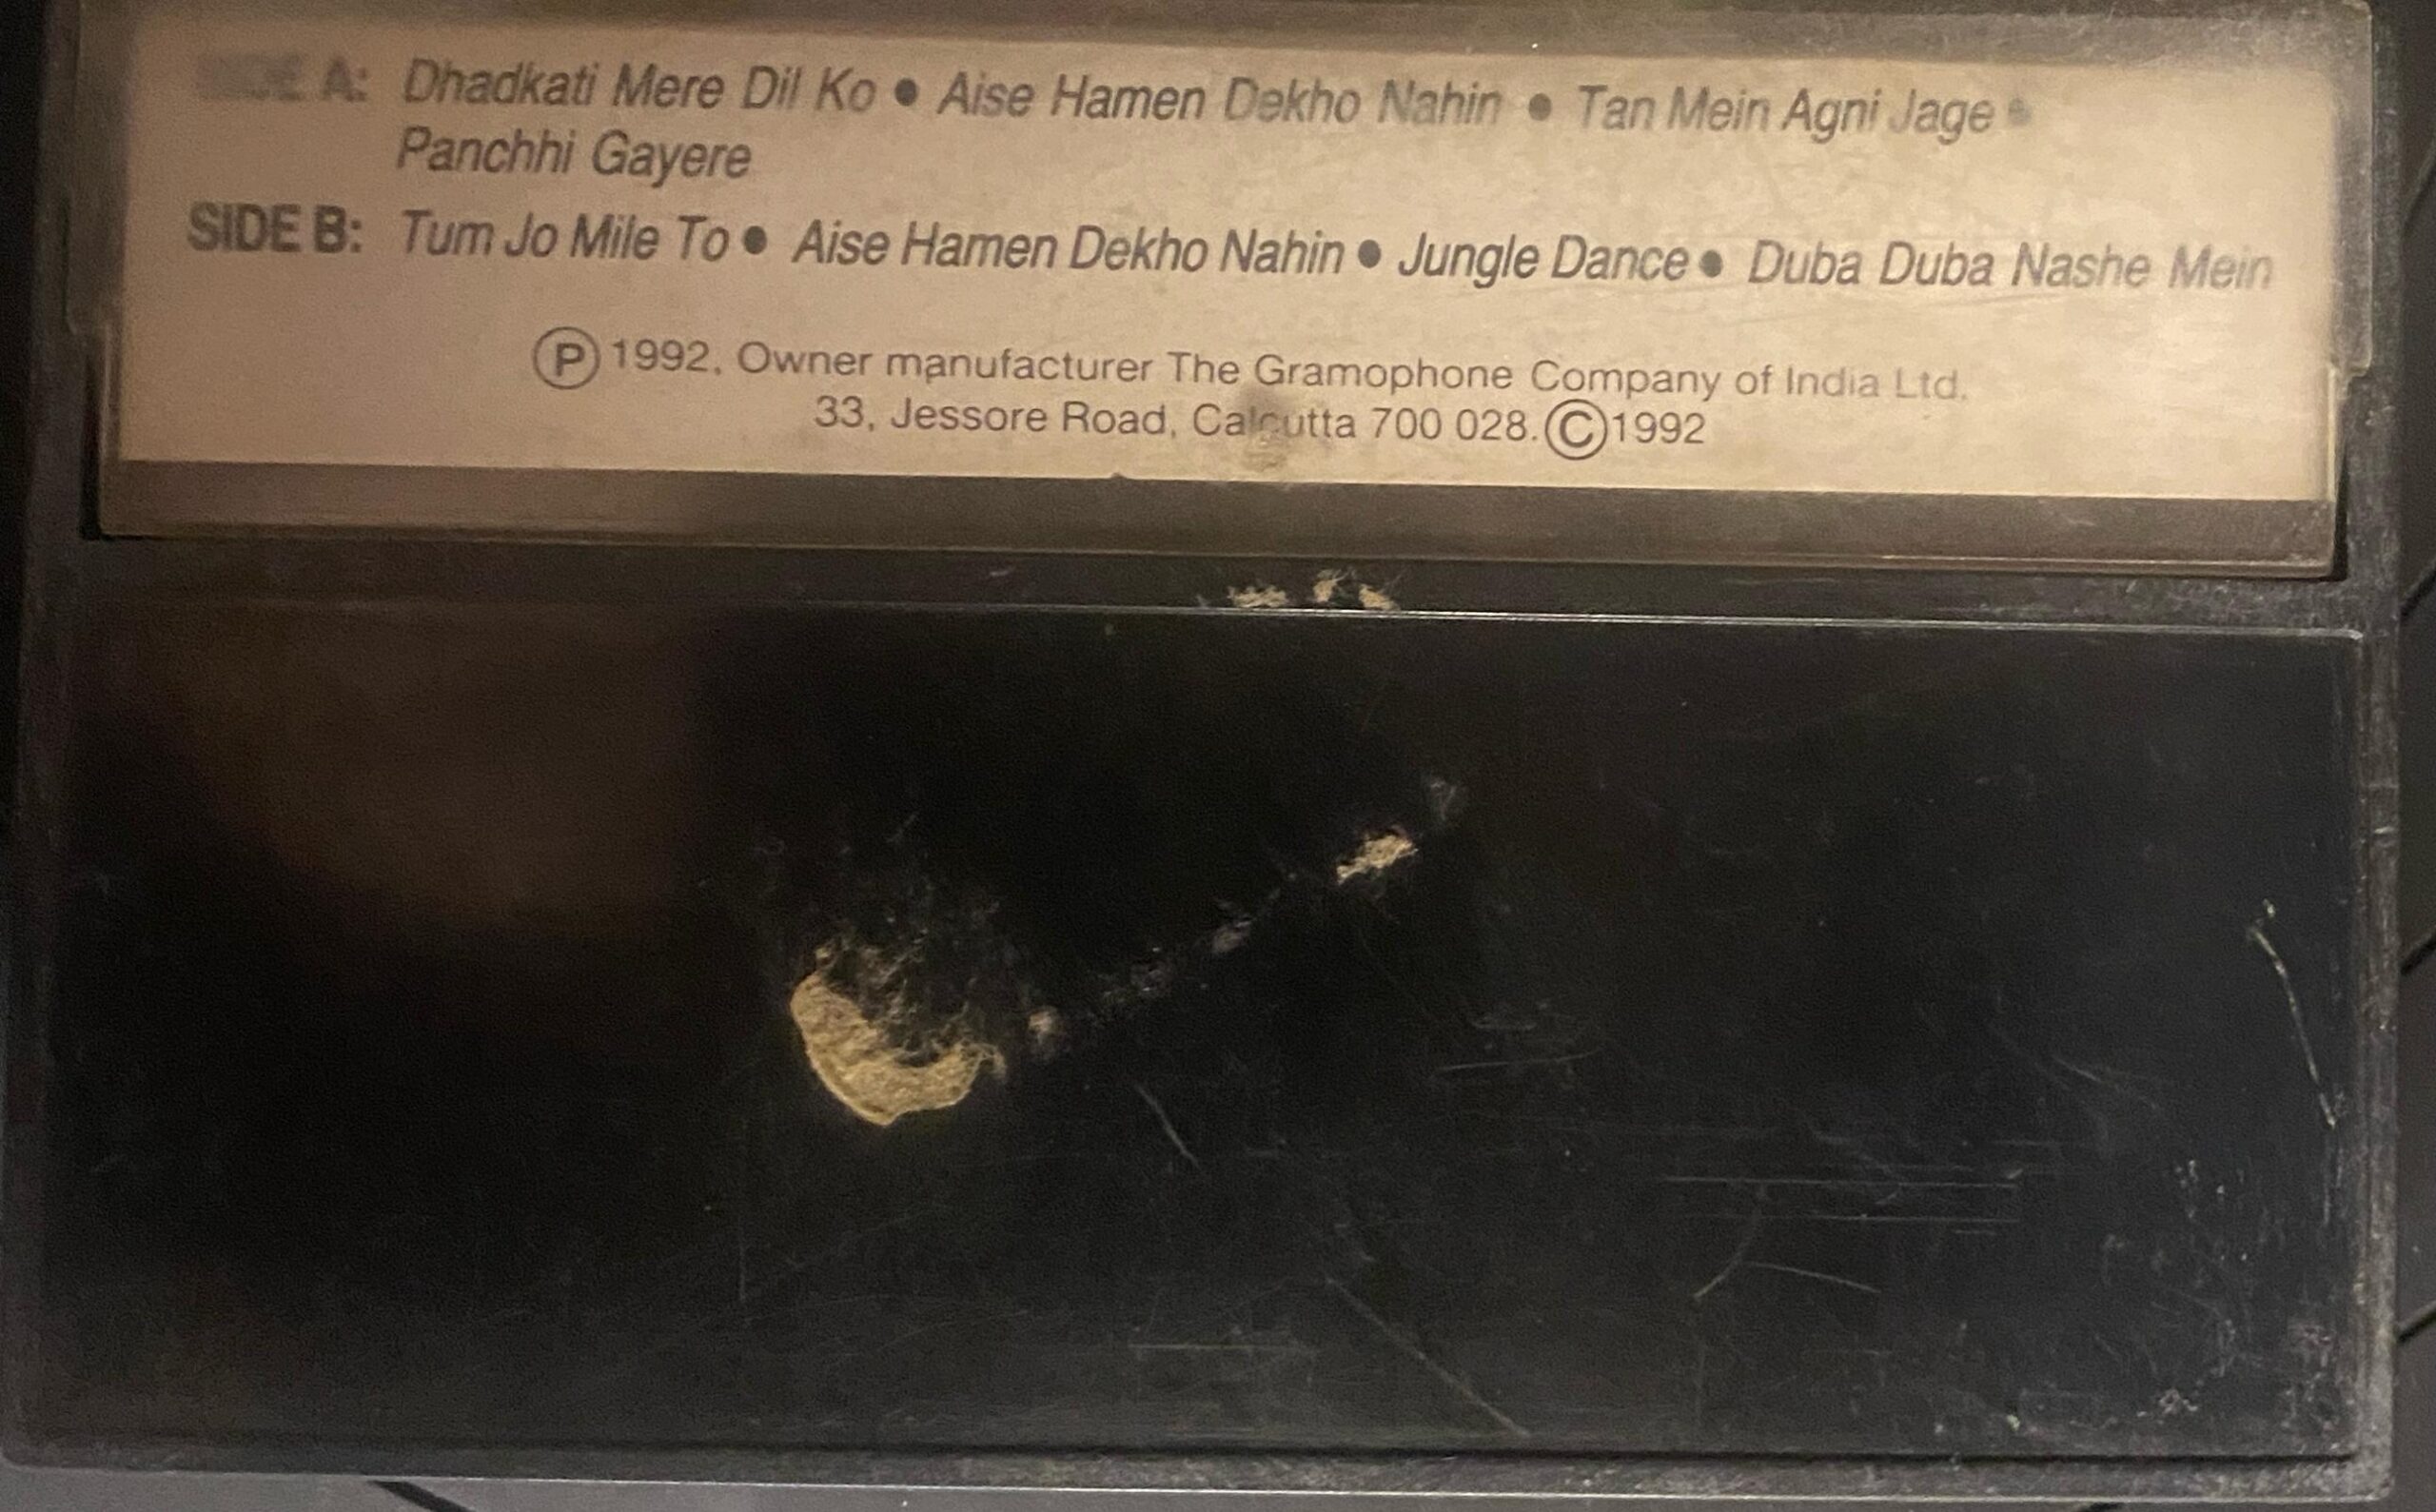 SIDE A: Dhadkati Mere Dil Ko ● Aise Hamen Dekho Nahin ● Tan Mein Agni Jage ●
Panchhi Gayere
SIDE B: Tum Jo Mile To ● Aise Hamen Dekho Nahin ● Jungle Dance ● Duba Duba Nashe Mein
Ⓟ 1992, Owner manufacturer The Gramophone Company of India Ltd.
33, Jessore Road, Calcutta 700 028. Ⓒ 1992